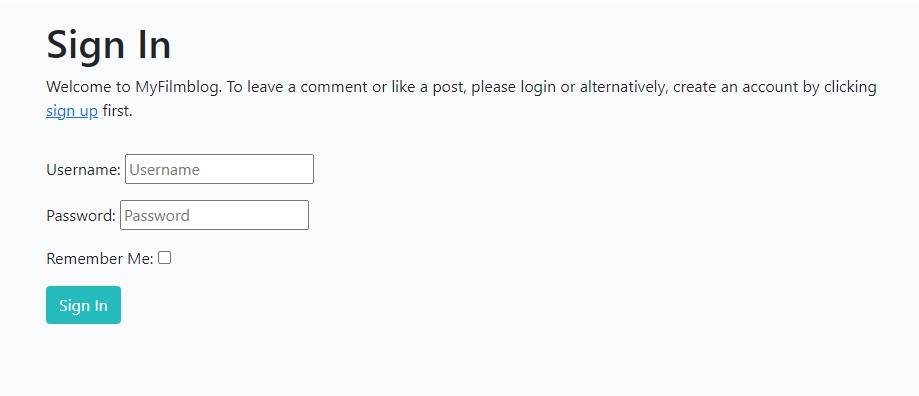 Sign In
Welcome to MyFilmblog. To leave a comment or like a post, please login or alternatively, create an account by clicking
sign up first.
Username: Username
Password: Password
Remember Me:
Sign In